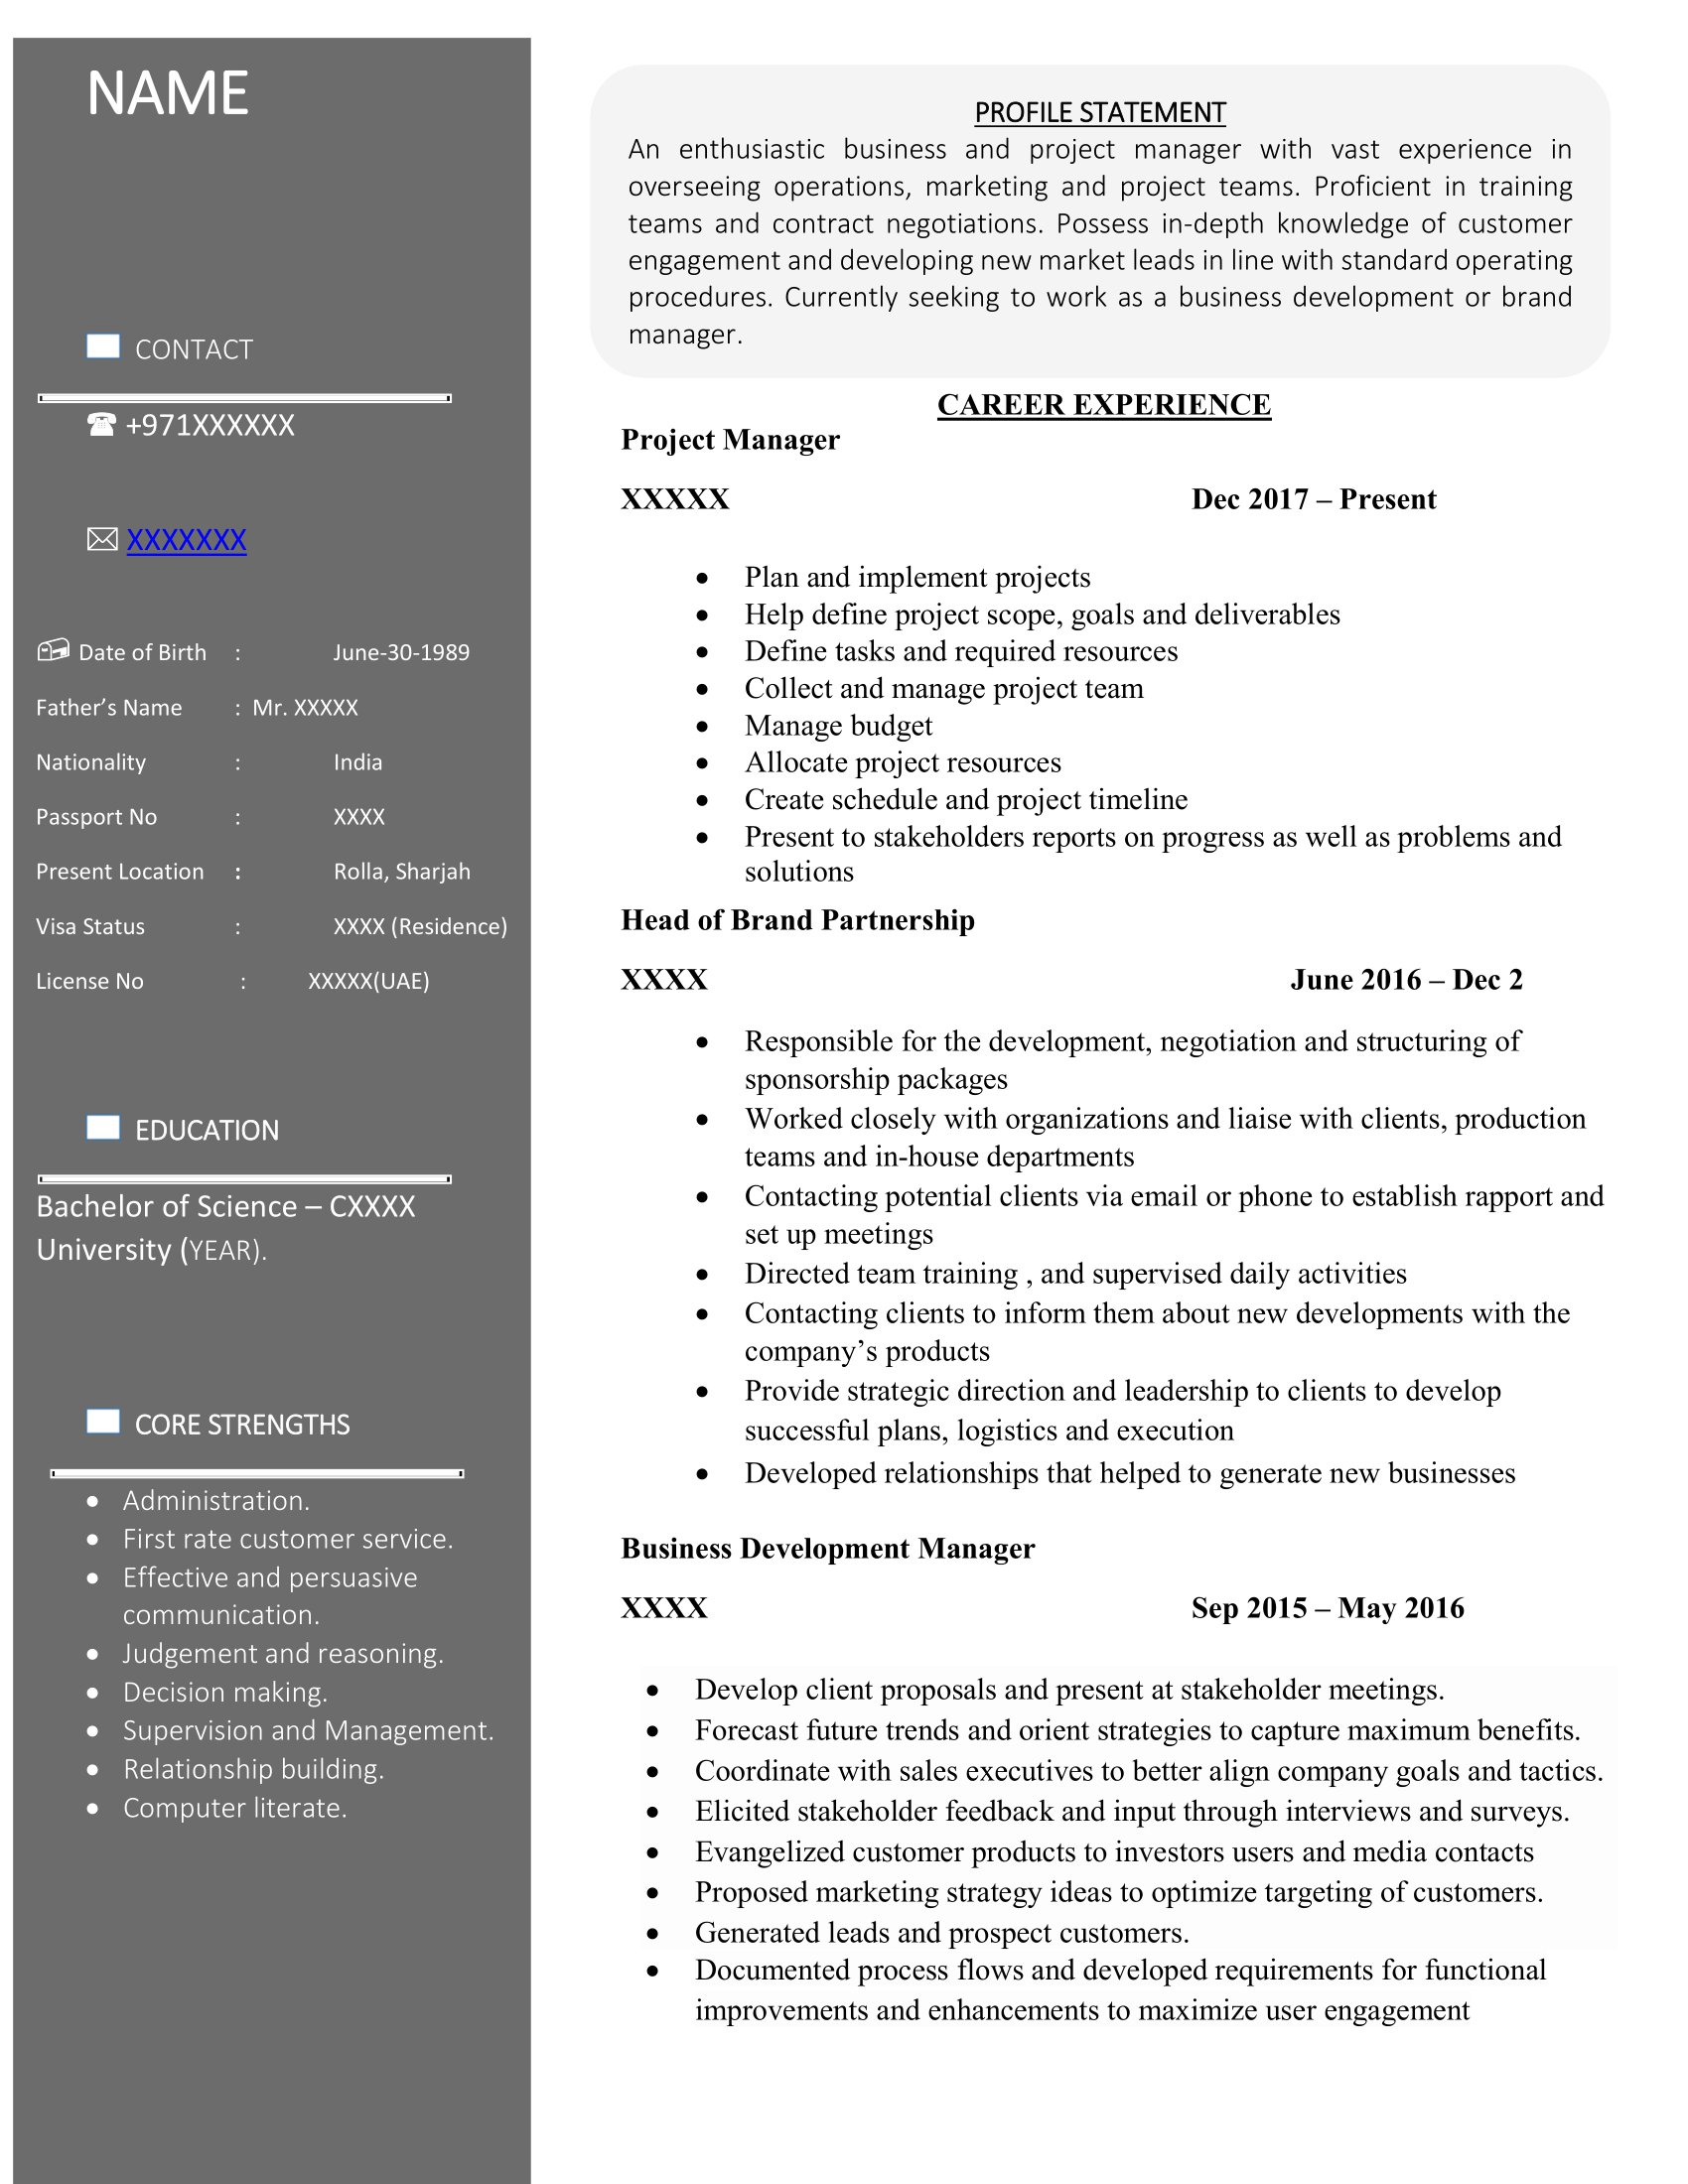 NAME
CONTACT
+971XXXXXX
XXXXXXX
Date of Birth : June-30-1989
Father’s Name : Mr. XXXXX
Nationality : India
Passport No : XXXX
Present Location : Rolla, Sharjah
Visa Status : XXXX (Residence)
License No : XXXXX(UAE)
EDUCATION
Bachelor of Science – CXXXX
University (YEAR).
CORE STRENGTHS
• Administration.
• First rate customer service.
• Effective and persuasive
communication.
• Judgement and reasoning.
• Decision making.
• Supervision and Management.
• Relationship building.
• Computer literate.
PROFILE STATEMENT
An enthusiastic business and project manager with vast experience in
overseeing operations, marketing and project teams. Proficient in training
teams and contract negotiations. Possess in-depth knowledge of customer
engagement and developing new market leads in line with standard operating
procedures. Currently seeking to work as a business development or brand
manager.
CAREER EXPERIENCE
Project Manager
XXXXX Dec 2017 – Present
• Plan and implement projects
• Help define project scope, goals and deliverables
• Define tasks and required resources
• Collect and manage project team
• Manage budget
• Allocate project resources
• Create schedule and project timeline
• Present to stakeholders reports on progress as well as problems and
solutions
Head of Brand Partnership
XXXX June 2016 – Dec 2
• Responsible for the development, negotiation and structuring of
sponsorship packages
• Worked closely with organizations and liaise with clients, production
teams and in-house departments
• Contacting potential clients via email or phone to establish rapport and
set up meetings
• Directed team training , and supervised daily activities
• Contacting clients to inform them about new developments with the
company’s products
• Provide strategic direction and leadership to clients to develop
successful plans, logistics and execution
• Developed relationships that helped to generate new businesses
Business Development Manager
XXXX Sep 2015 – May 2016
• Develop client proposals and present at stakeholder meetings.
• Forecast future trends and orient strategies to capture maximum benefits.
• Coordinate with sales executives to better align company goals and tactics.
• Elicited stakeholder feedback and input through interviews and surveys.
• Evangelized customer products to investors users and media contacts
• Proposed marketing strategy ideas to optimize targeting of customers.
• Generated leads and prospect customers.
• Documented process flows and developed requirements for functional
improvements and enhancements to maximize user engagement